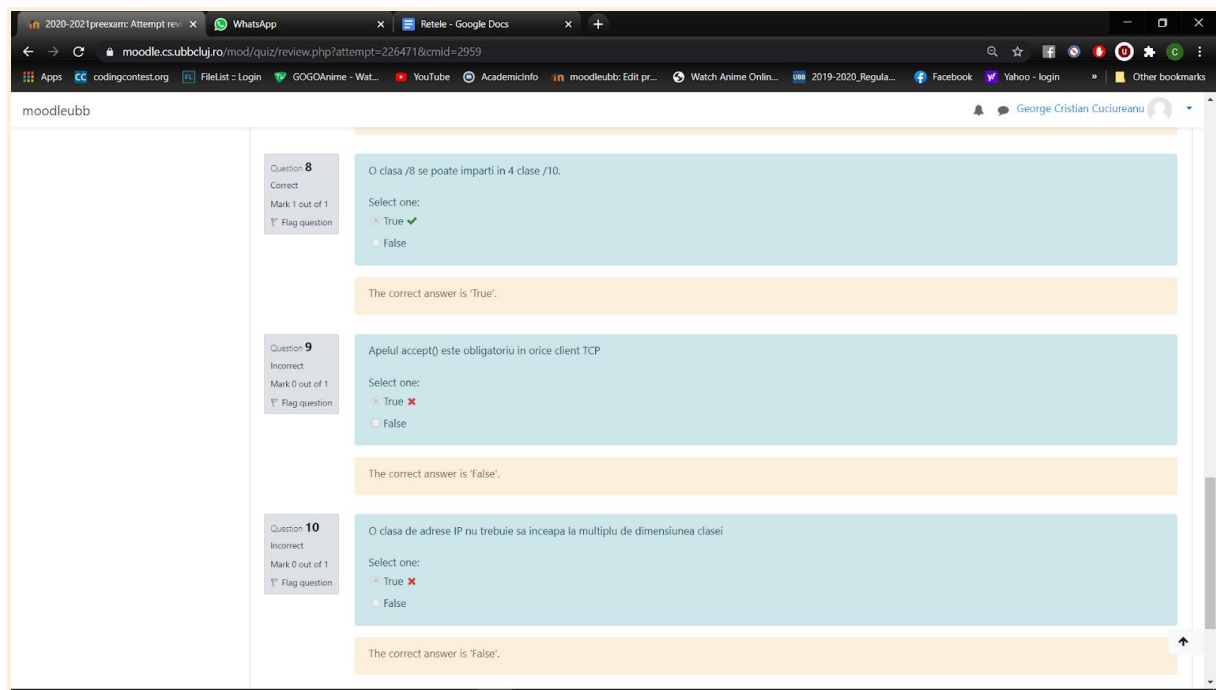 2020-2021preexam: Attempt rev
WhatsApp
Retele - Google Docs
moodle.cs.ubbcluj.ro/mod/quiz/review.php?attempt=226471&cmid=2959
Apps
CC codingcontest.org
FL FileList :: Login
GOGOAnime - Wat...
YouTube
AcademicInfo
moodleubb: Edit pr...
Watch Anime Onlin...
UBB 2019-2020_Regula...
Facebook
Yahoo - login
»
Other bookmarks
moodleubb
George Cristian Cuciureanu
Question 8
Correct
Mark 1 out of 1
Flag question
O clasa /8 se poate imparti in 4 clase /10.
Select one:
True
False
The correct answer is 'True'.
Question 9
Incorrect
Mark 0 out of 1
Flag question
Apelul accept() este obligatoriu in orice client TCP
Select one:
True
False
The correct answer is 'False'.
Question 10
Incorrect
Mark 0 out of 1
Flag question
O clasa de adrese IP nu trebuie sa inceapa la multiplu de dimensiunea clasei
Select one:
True
False
The correct answer is 'False'.